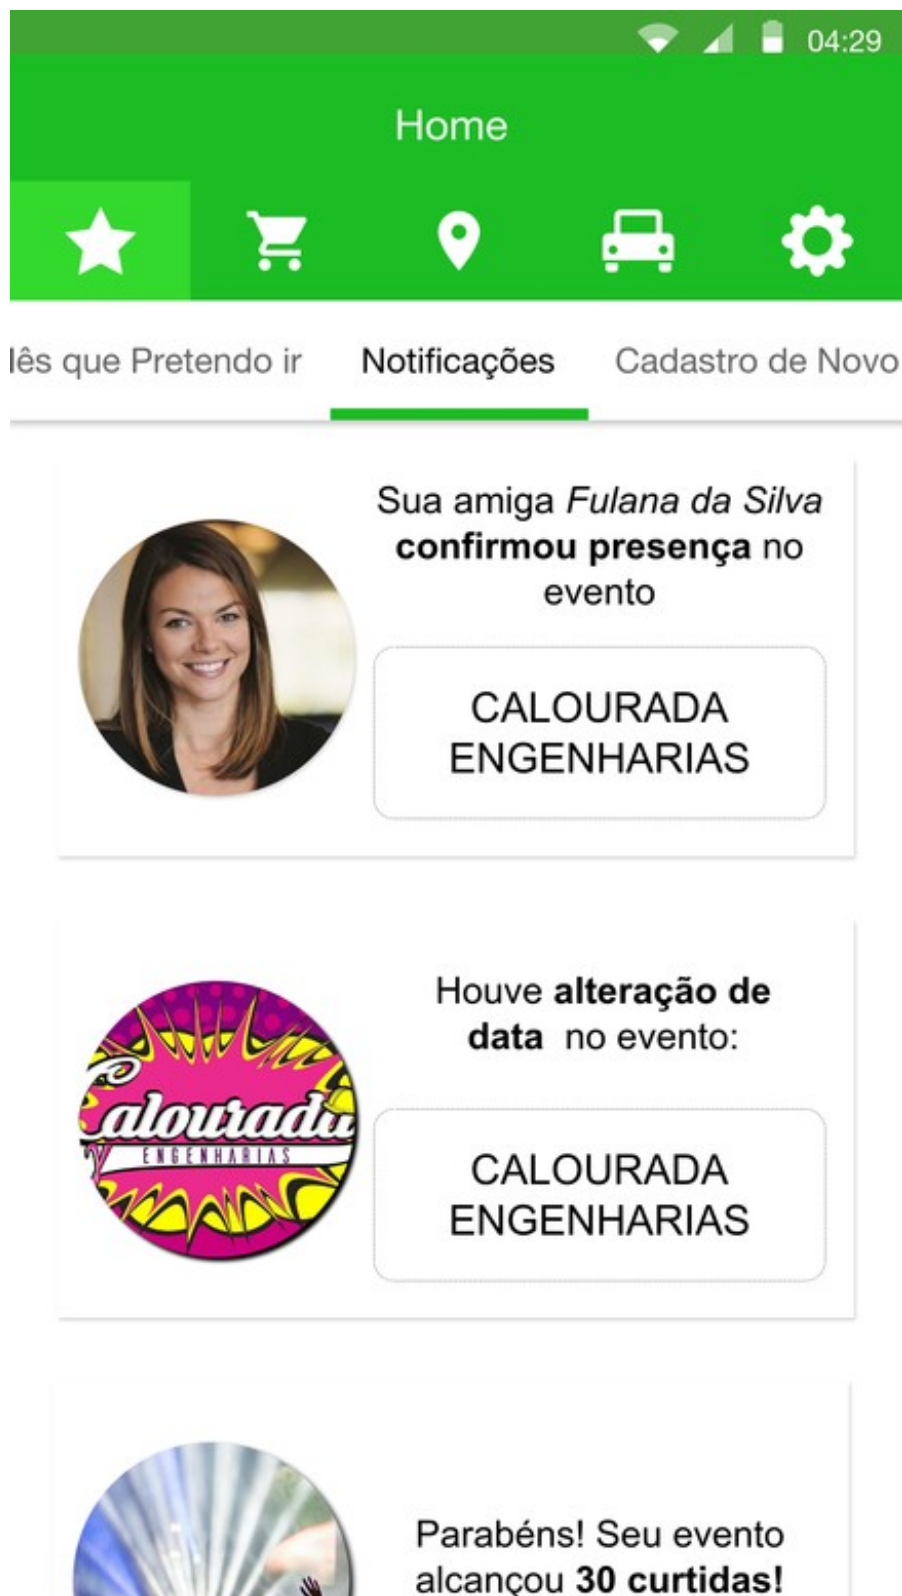 04:29
Home
lês que Pretendo ir
Notificações
Cadastro de Novo
Sua amiga Fulana da Silva
confirmou presença no
evento
CALOURADA
ENGENHARIAS
Houve alteração de
data no evento:
Calourada
ENGENHARIAS
CALOURADA
ENGENHARIAS
Parabéns! Seu evento
alcançou 30 curtidas!